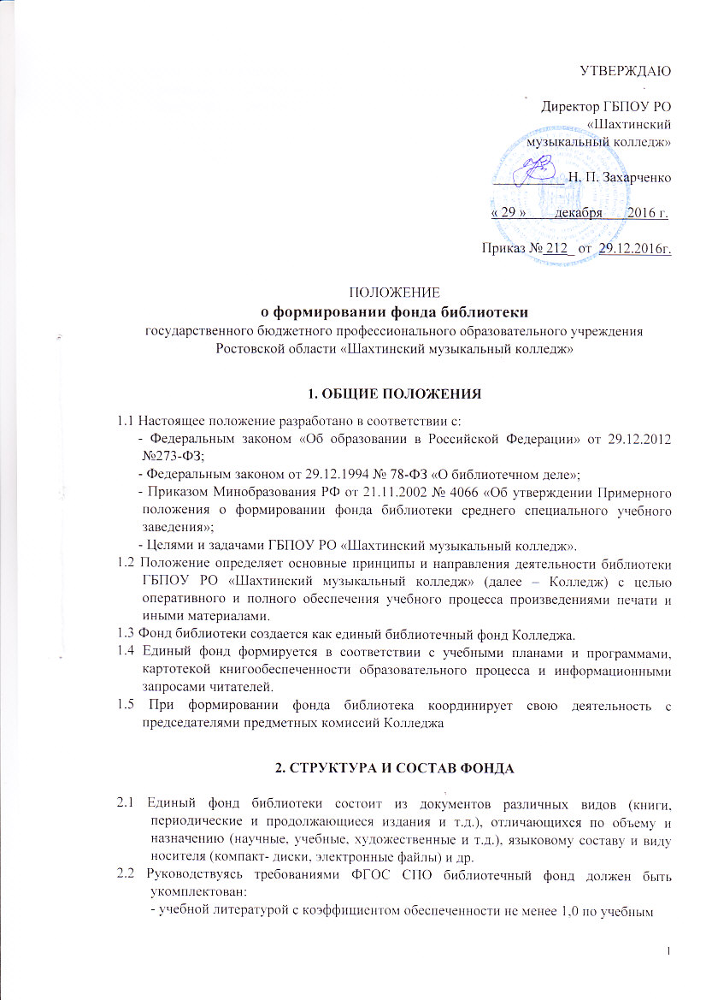 УТВЕРЖДАЮ
Директор ГБПОУ РО
«Шахтинский
музыкальный колледж»
__________ Н. П. Захарченко
« 29 » декабря 2016 г.
Приказ № 212_ от 29.12.2016г.
ПОЛОЖЕНИЕ
о формировании фонда библиотеки
государственного бюджетного профессионального образовательного учреждения
Ростовской области «Шахтинский музыкальный колледж»
1. ОБЩИЕ ПОЛОЖЕНИЯ
1.1 Настоящее положение разработано в соответствии с:
- Федеральным законом «Об образовании в Российской Федерации» от 29.12.2012
№273-ФЗ;
- Федеральным законом от 29.12.1994 № 78-ФЗ «О библиотечном деле»;
- Приказом Минобразования РФ от 21.11.2002 № 4066 «Об утверждении Примерного
положения о формировании фонда библиотеки среднего специального учебного
заведения»;
- Целями и задачами ГБПОУ РО «Шахтинский музыкальный колледж».
1.2 Положение определяет основные принципы и направления деятельности библиотеки
ГБПОУ РО «Шахтинский музыкальный колледж» (далее – Колледж) с целью
оперативного и полного обеспечения учебного процесса произведениями печати и
иными материалами.
1.3 Фонд библиотеки создается как единый библиотечный фонд Колледжа.
1.4 Единый фонд формируется в соответствии с учебными планами и программами,
картотекой книгообеспеченности образовательного процесса и информационными
запросами читателей.
1.5 При формировании фонда библиотека координирует свою деятельность с
председателями предметных комиссий Колледжа
2. СТРУКТУРА И СОСТАВ ФОНДА
2.1 Единый фонд библиотеки состоит из документов различных видов (книги,
периодические и продолжающиеся издания и т.д.), отличающихся по объему и
назначению (научные, учебные, художественные и т.д.), языковому составу и виду
носителя (компакт- диски, электронные файлы) и др.
2.2 Руководствуясь требованиями ФГОС СПО библиотечный фонд должен быть
укомплектован:
- учебной литературой с коэффициентом обеспеченности не менее 1,0 по учебным
1